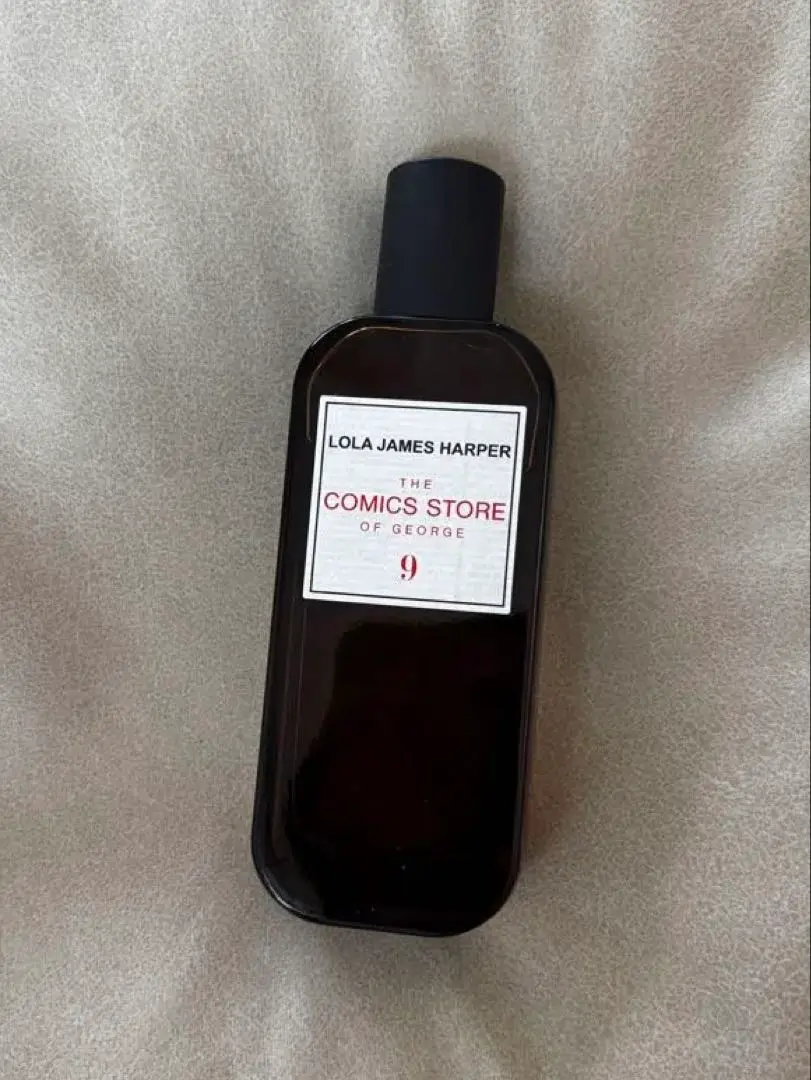 LOLA JAMES HARPER
THE
COMICS STORE
OF GEORGE
9